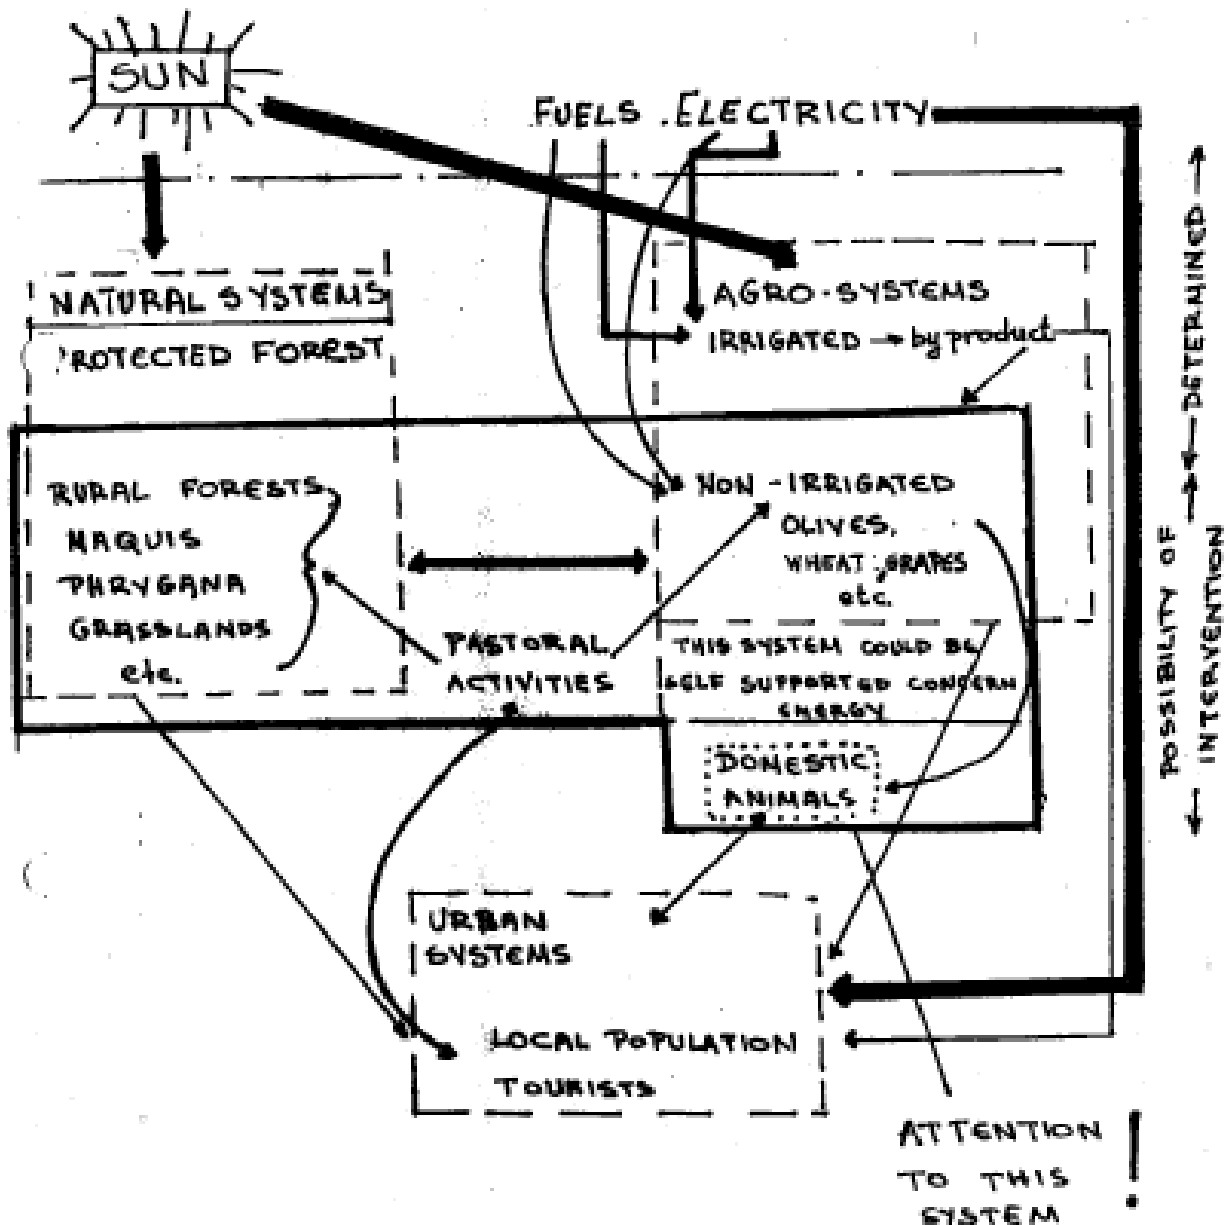 SUN
FUELS . ELECTRICITY
NATURAL SYSTEMS
ROTECTED FOREST
AGRO-SYSTEMS
IRRIGATED → by product
RURAL FORESTS
MAQUIS
PHRYGANA
GRASSLANDS
etc.
PASTORAL
ACTIVITIES
NON-IRRIGATED
OLIVES,
WHEAT, GRAPES
etc.
THIS SYSTEM COULD BE
SELF SUPPORTED CONCERN
ENERGY
DOMESTIC
ANIMALS
URBAN
SYSTEMS
LOCAL POPULATION
TOURISTS
ATTENTION
TO THIS
SYSTEM !
DETERMINED
POSSIBILITY OF
INTERVENTION